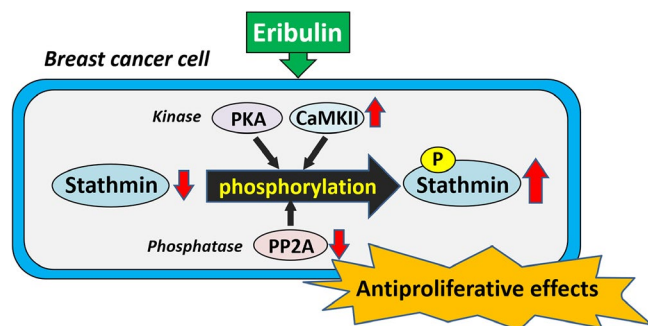 Eribulin
Breast cancer cell
Kinase PKA CaMKII
Stathmin phosphorylation P Stathmin
Phosphatase PP2A
Antiproliferative effects